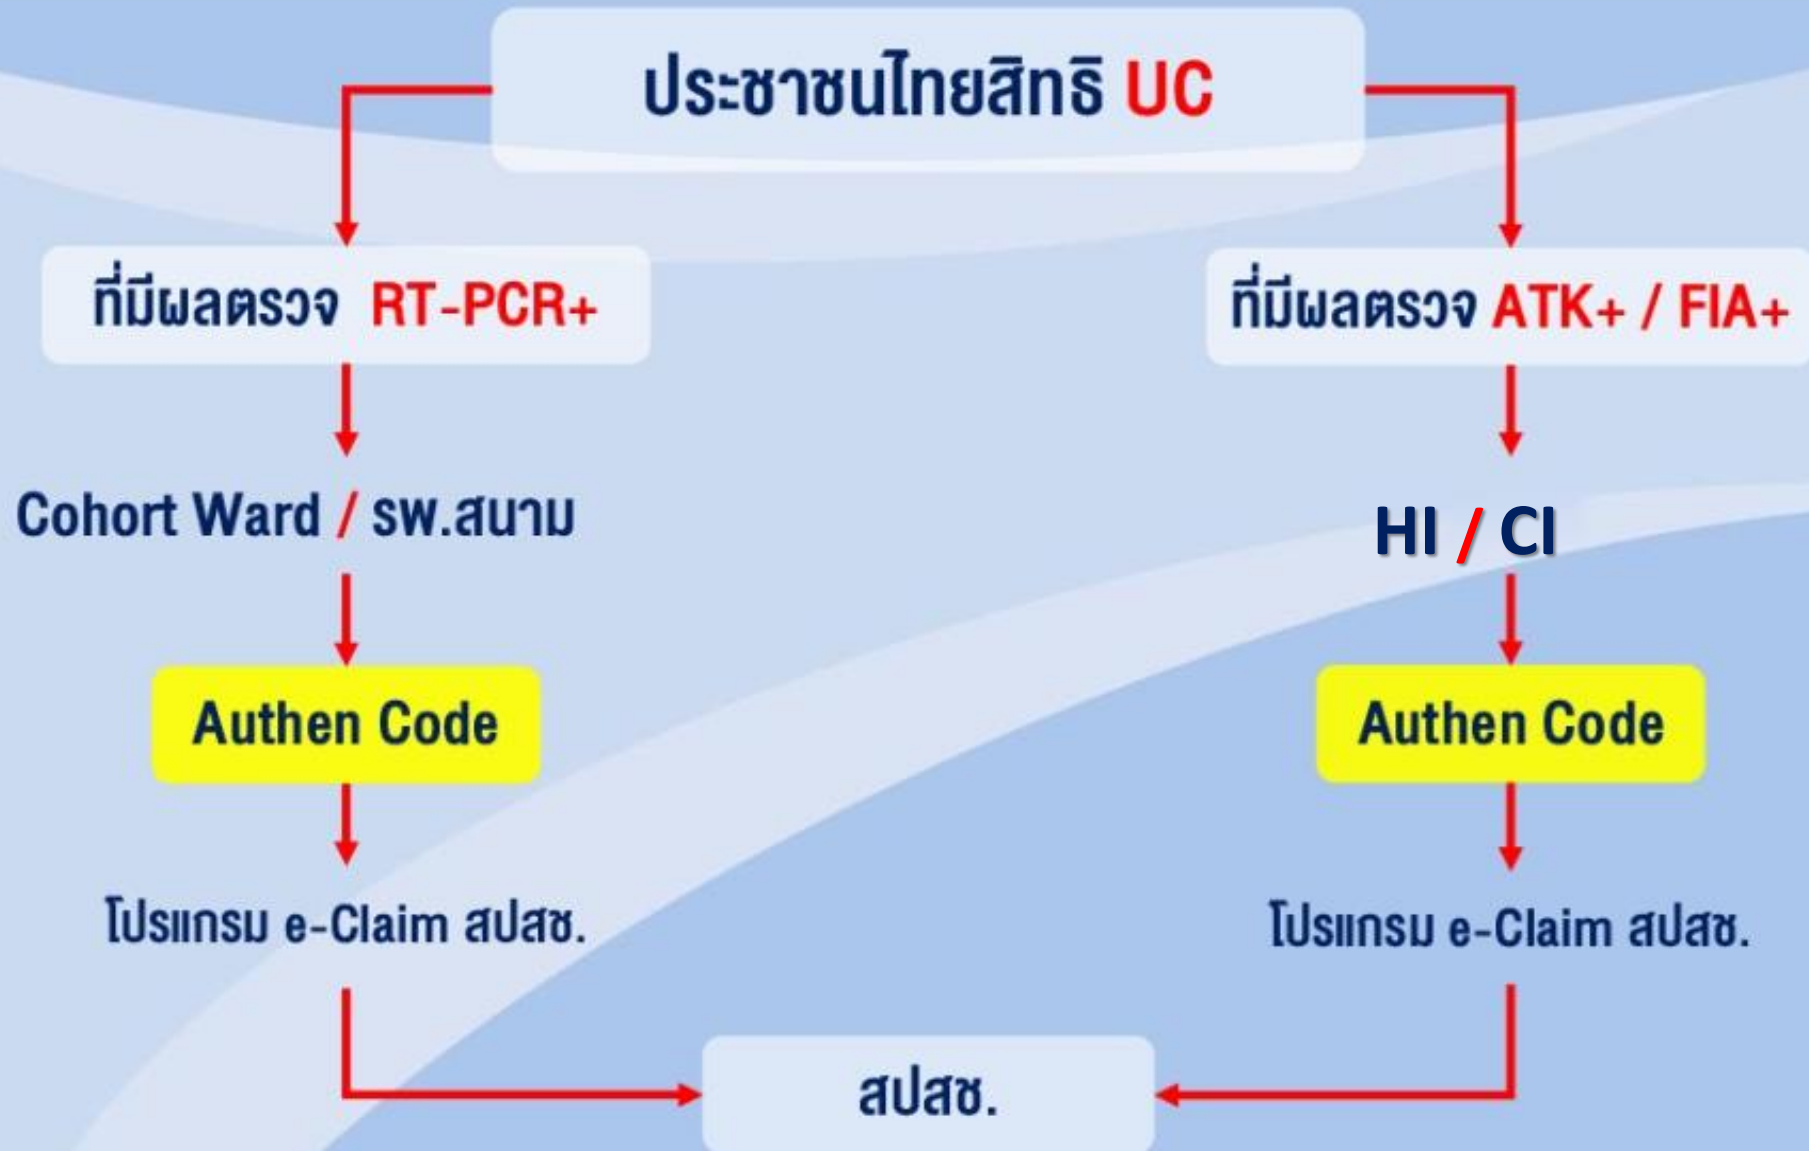 ประชาชนไทยสิทธิ UC
ที่มีผลตรวจ RT-PCR+
ที่มีผลตรวจ ATK+ / FIA+
Cohort Ward / รพ.สนาม
HI / CI
Authen Code
Authen Code
โปรแกรม e-Claim สปสช.
โปรแกรม e-Claim สปสช.
สปสช.